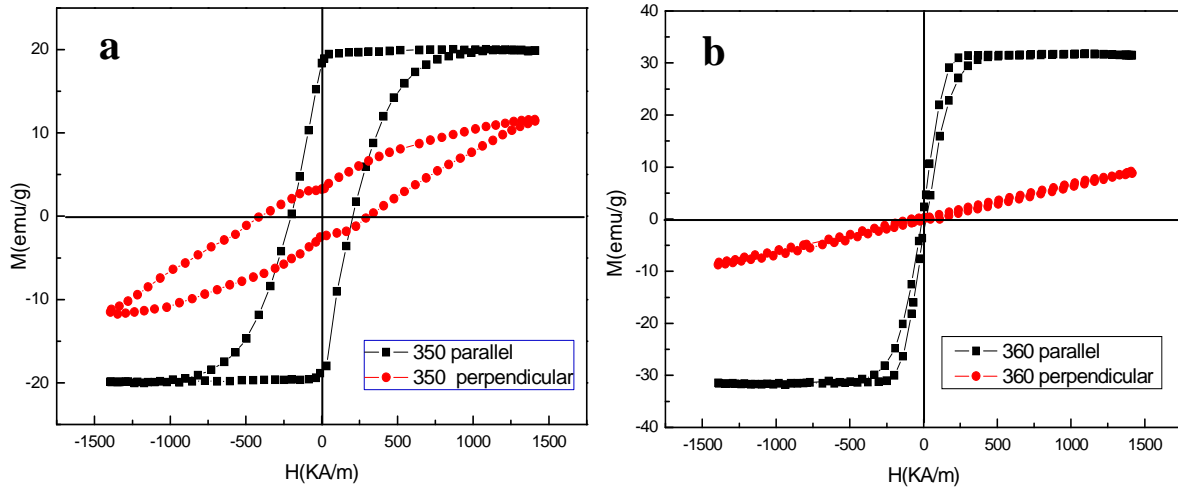 a
M(emu/g)
20
10
0
-10
-20
-1500 -1000 -500 0 500 1000 1500
H(KA/m)
350 parallel
350 perpendicular
b
M(emu/g)
40
30
20
10
0
-10
-20
-30
-40
-1500 -1000 -500 0 500 1000 1500
H(KA/m)
360 parallel
360 perpendicular